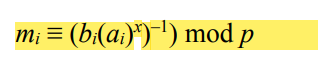 mᵢ ≡ (bᵢ(aᵢ)ˣ)⁻¹) mod p